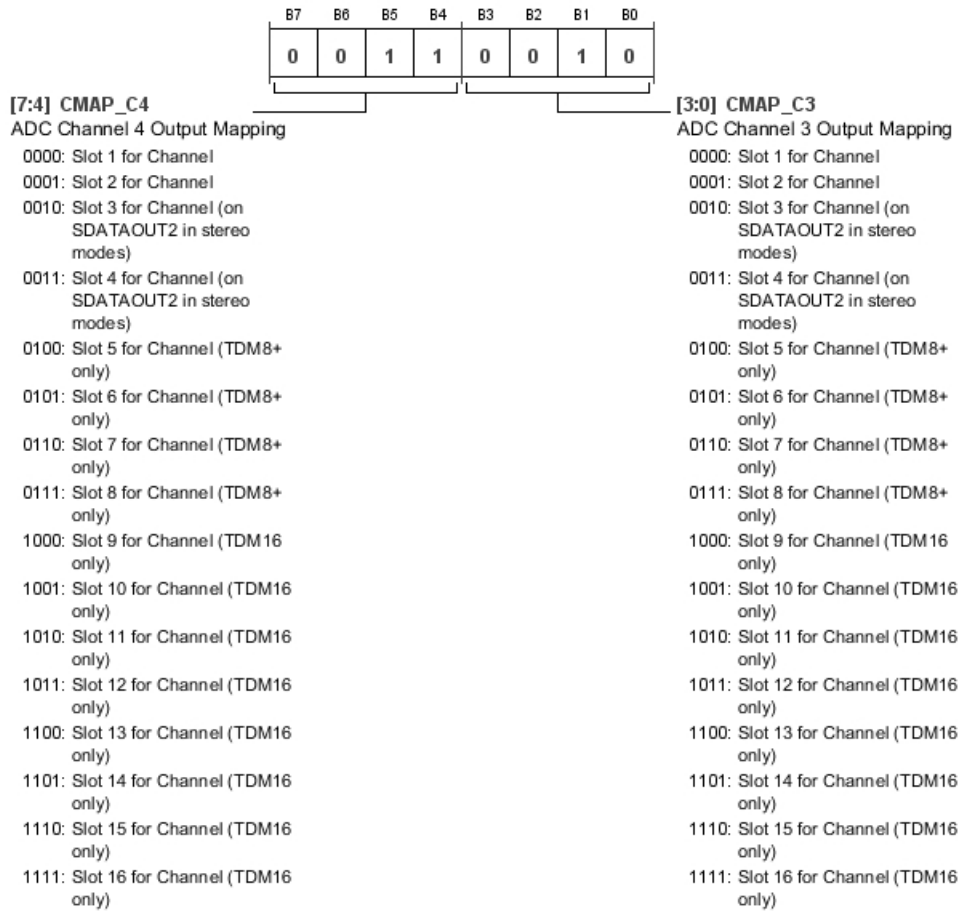 B7 B6 B5 B4 B3 B2 B1 B0
0 0 1 1 0 0 1 0
[7:4] CMAP_C4
ADC Channel 4 Output Mapping
0000: Slot 1 for Channel
0001: Slot 2 for Channel
0010: Slot 3 for Channel (on
SDATAOUT2 in stereo
modes)
0011: Slot 4 for Channel (on
SDATAOUT2 in stereo
modes)
0100: Slot 5 for Channel (TDM8+
only)
0101: Slot 6 for Channel (TDM8+
only)
0110: Slot 7 for Channel (TDM8+
only)
0111: Slot 8 for Channel (TDM8+
only)
1000: Slot 9 for Channel (TDM16
only)
1001: Slot 10 for Channel (TDM16
only)
1010: Slot 11 for Channel (TDM16
only)
1011: Slot 12 for Channel (TDM16
only)
1100: Slot 13 for Channel (TDM16
only)
1101: Slot 14 for Channel (TDM16
only)
1110: Slot 15 for Channel (TDM16
only)
1111: Slot 16 for Channel (TDM16
only)
[3:0] CMAP_C3
ADC Channel 3 Output Mapping
0000: Slot 1 for Channel
0001: Slot 2 for Channel
0010: Slot 3 for Channel (on
SDATAOUT2 in stereo
modes)
0011: Slot 4 for Channel (on
SDATAOUT2 in stereo
modes)
0100: Slot 5 for Channel (TDM8+
only)
0101: Slot 6 for Channel (TDM8+
only)
0110: Slot 7 for Channel (TDM8+
only)
0111: Slot 8 for Channel (TDM8+
only)
1000: Slot 9 for Channel (TDM16
only)
1001: Slot 10 for Channel (TDM16
only)
1010: Slot 11 for Channel (TDM16
only)
1011: Slot 12 for Channel (TDM16
only)
1100: Slot 13 for Channel (TDM16
only)
1101: Slot 14 for Channel (TDM16
only)
1110: Slot 15 for Channel (TDM16
only)
1111: Slot 16 for Channel (TDM16
only)